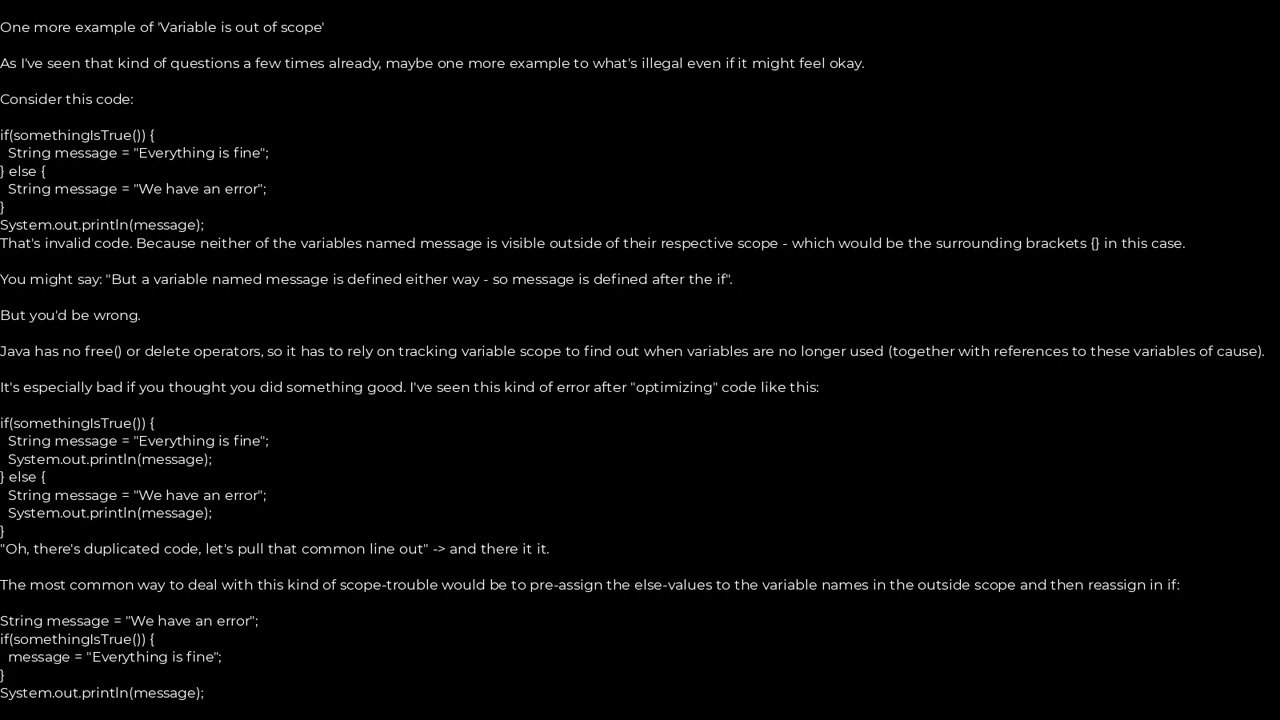 One more example of 'Variable is out of scope'
As I've seen that kind of questions a few times already, maybe one more example to what's illegal even if it might feel okay.
Consider this code:
if(somethingIsTrue()) {
  String message = "Everything is fine";
} else {
  String message = "We have an error";
}
System.out.println(message);
That's invalid code. Because neither of the variables named message is visible outside of their respective scope - which would be the surrounding brackets {} in this case.
You might say: "But a variable named message is defined either way - so message is defined after the if".
But you'd be wrong.
Java has no free() or delete operators, so it has to rely on tracking variable scope to find out when variables are no longer used (together with references to these variables of cause).
It's especially bad if you thought you did something good. I've seen this kind of error after "optimizing" code like this:
if(somethingIsTrue()) {
  String message = "Everything is fine";
  System.out.println(message);
} else {
  String message = "We have an error";
  System.out.println(message);
}
"Oh, there's duplicated code, let's pull that common line out" -> and there it it.
The most common way to deal with this kind of scope-trouble would be to pre-assign the else-values to the variable names in the outside scope and then reassign in if:
String message = "We have an error";
if(somethingIsTrue()) {
  message = "Everything is fine";
}
System.out.println(message);